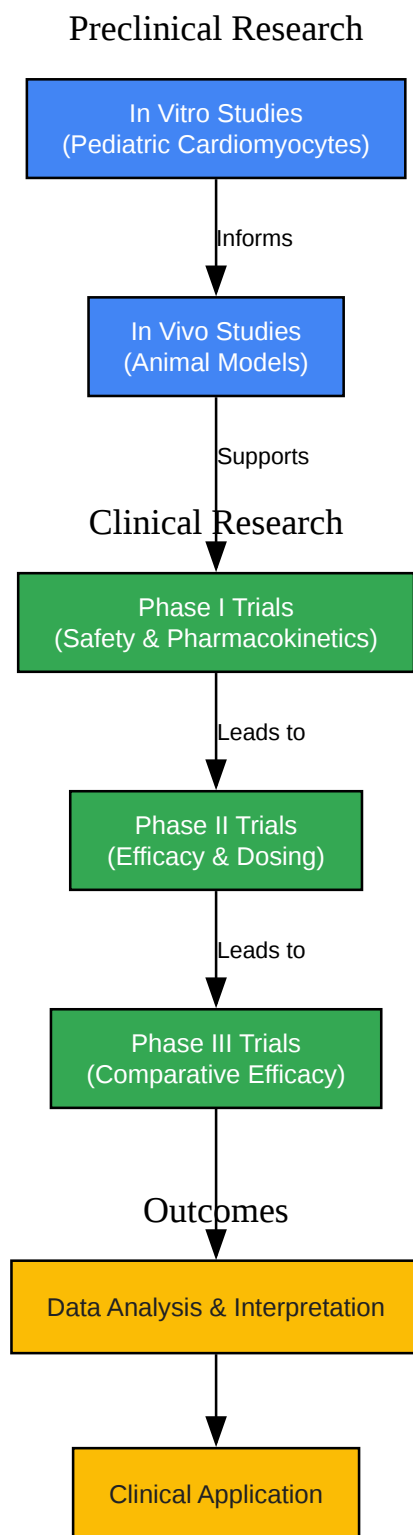 Preclinical Research
In Vitro Studies
(Pediatric Cardiomyocytes)
Informs
In Vivo Studies
(Animal Models)
Supports
Clinical Research
Phase I Trials
(Safety & Pharmacokinetics)
Leads to
Phase II Trials
(Efficacy & Dosing)
Leads to
Phase III Trials
(Comparative Efficacy)
Outcomes
Data Analysis & Interpretation
Clinical Application